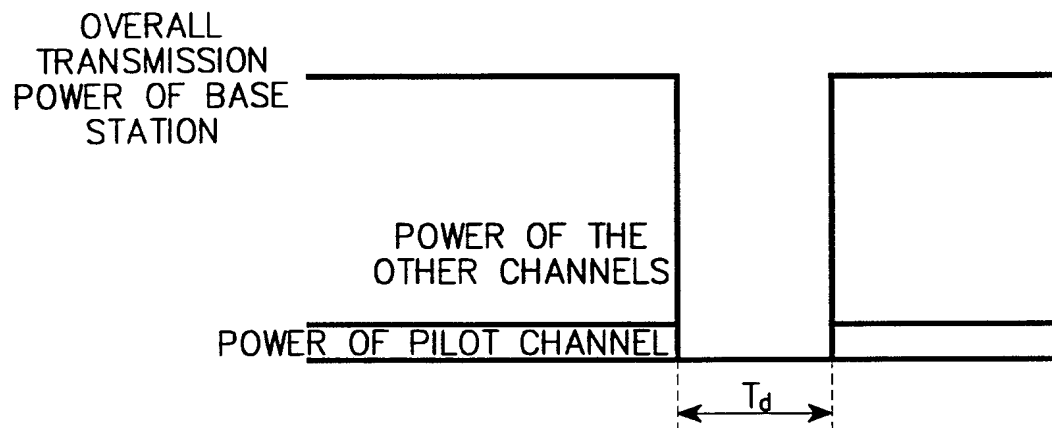 OVERALL
TRANSMISSION
POWER OF BASE
STATION
POWER OF THE
OTHER CHANNELS
POWER OF PILOT CHANNEL
Td